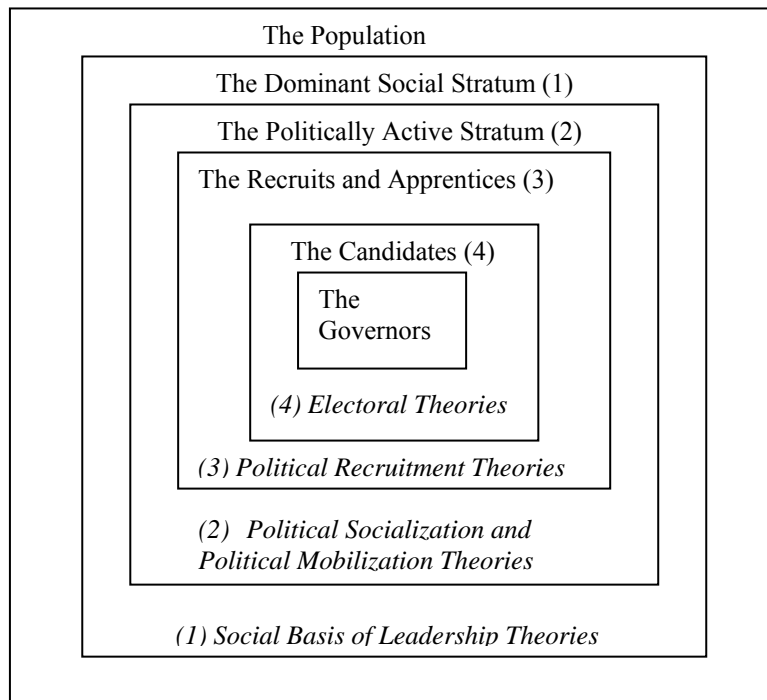 The Population
The Dominant Social Stratum (1)
The Politically Active Stratum (2)
The Recruits and Apprentices (3)
The Candidates (4)
The
Governors
(4) Electoral Theories
(3) Political Recruitment Theories
(2) Political Socialization and
Political Mobilization Theories
(1) Social Basis of Leadership Theories